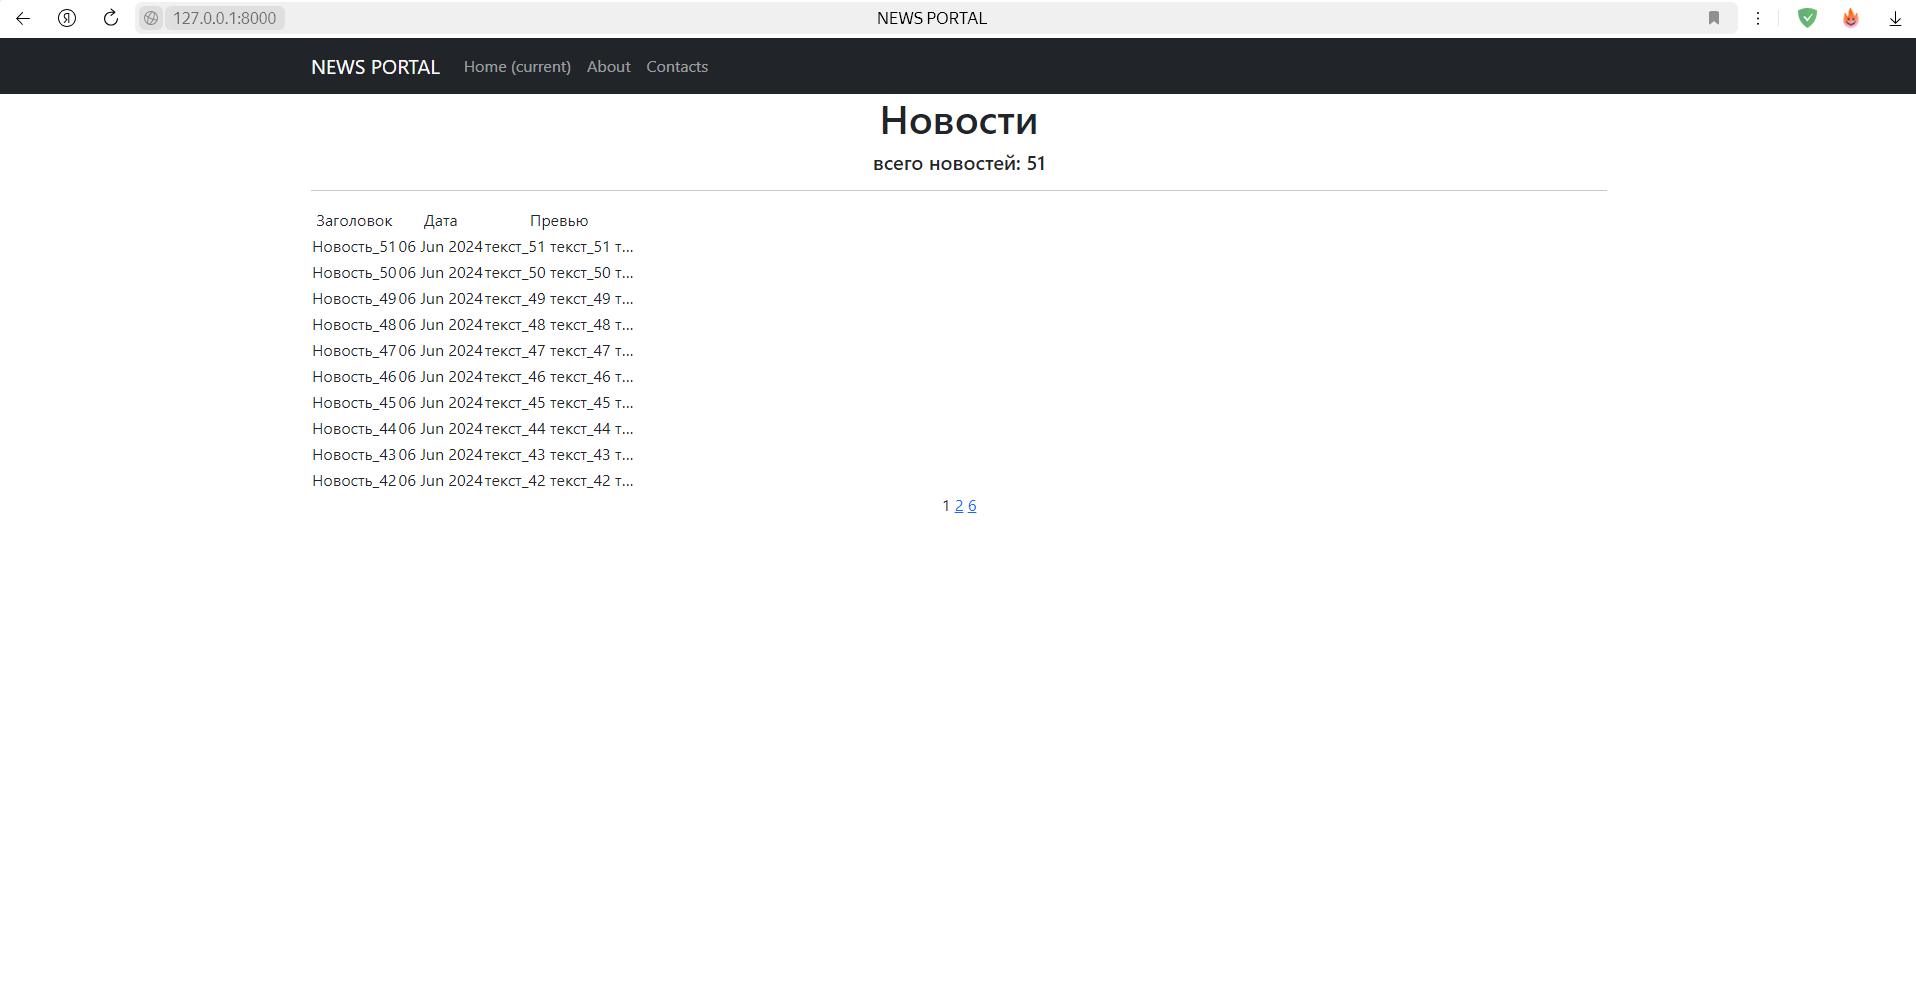 Я 127.0.0.1:8000 NEWS PORTAL
NEWS PORTAL Home (current) About Contacts
Новости
всего новостей: 51
Заголовок Дата Превью
Новость_51 06 Jun 2024 текст_51 текст_51 т...
Новость_50 06 Jun 2024 текст_50 текст_50 т...
Новость_49 06 Jun 2024 текст_49 текст_49 т...
Новость_48 06 Jun 2024 текст_48 текст_48 т...
Новость_47 06 Jun 2024 текст_47 текст_47 т...
Новость_46 06 Jun 2024 текст_46 текст_46 т...
Новость_45 06 Jun 2024 текст_45 текст_45 т...
Новость_44 06 Jun 2024 текст_44 текст_44 т...
Новость_43 06 Jun 2024 текст_43 текст_43 т...
Новость_42 06 Jun 2024 текст_42 текст_42 т...
1 2 6